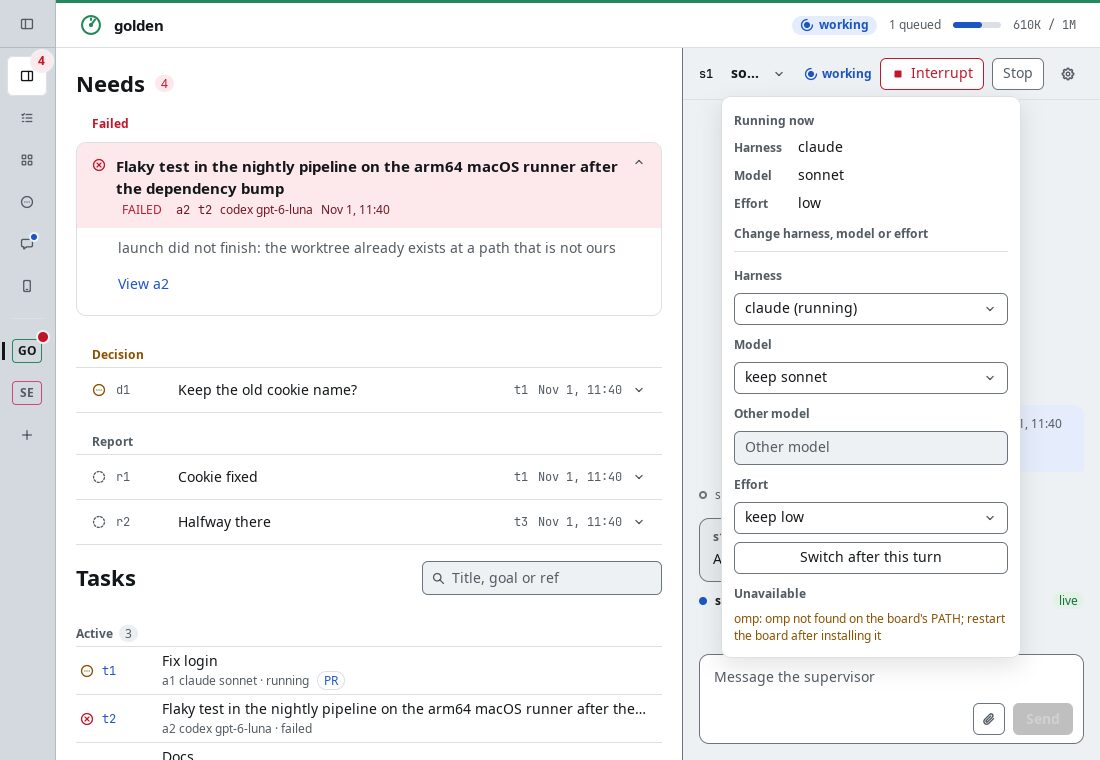 golden
working
1 queued
610K / 1M
4
GO
SE
Needs 4
Failed
Flaky test in the nightly pipeline on the arm64 macOS runner after
the dependency bump
FAILED a2 t2 codex gpt-6-luna Nov 1, 11:40
launch did not finish: the worktree already exists at a path that is not ours
View a2
Decision
d1 Keep the old cookie name? t1 Nov 1, 11:40
Report
r1 Cookie fixed t1 Nov 1, 11:40
r2 Halfway there t3 Nov 1, 11:40
Tasks
Title, goal or ref
Active 3
t1 Fix login
a1 claude sonnet · running PR
t2 Flaky test in the nightly pipeline on the arm64 macOS runner after the…
a2 codex gpt-6-luna · failed
Docs
s1 so… working Interrupt Stop
Running now
Harness claude
Model sonnet
Effort low
Change harness, model or effort
Harness
claude (running)
Model
keep sonnet
Other model
Other model
Effort
keep low
Switch after this turn
Unavailable
omp: omp not found on the board's PATH; restart
the board after installing it
11:40
live
Message the supervisor
Send